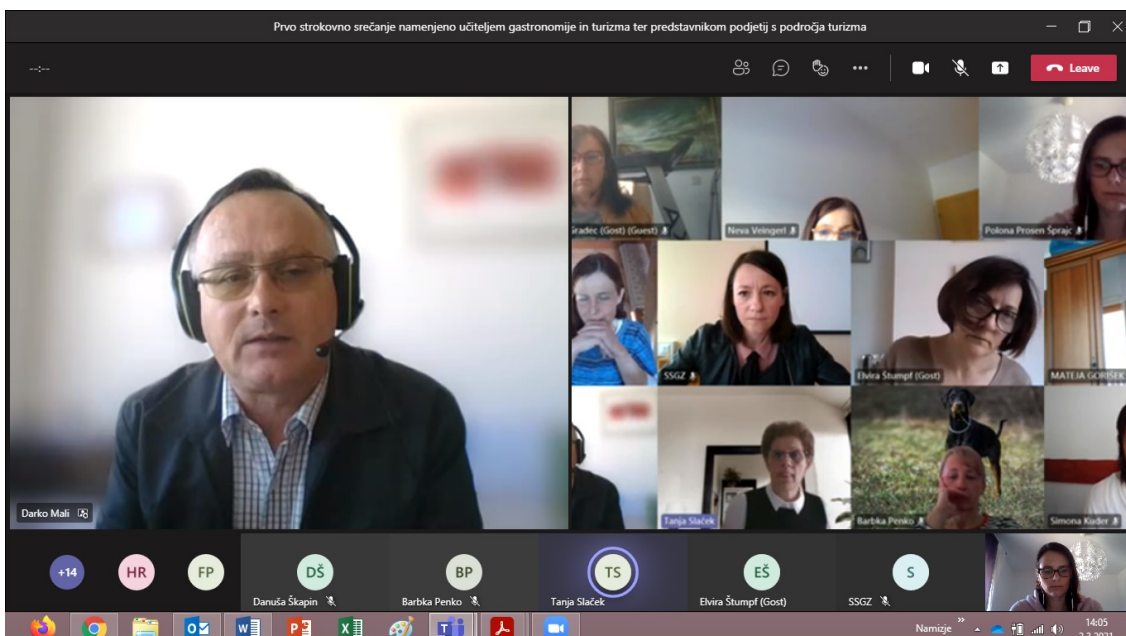 Prvo strokovno srečanje namenjeno učiteljem gastronomije in turizma ter predstavnikom podjetij s področja turizma
--:--
Leave
Gradec (Gost) (Guest)
Neva Veingerl
Polona Prosen Šprajc
SSGZ
Elvira Štumpf (Gost)
MATEJA GORIŠEK
Darko Mali
Tanja Slaček
Barbka Penko
Simona Kuder
+14
HR
FP
DŠ
BP
TS
EŠ
S
Danuša Škapin
Barbka Penko
Tanja Slaček
Elvira Štumpf (Gost)
SSGZ
Namizje
14:05